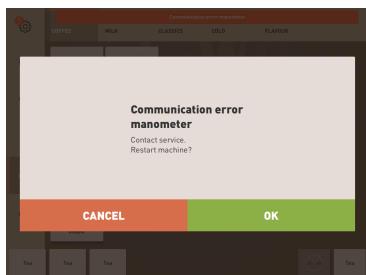 Communication error manometer
COFFEE MILK CLASSICS COLD FLAVOUR
Communication error
manometer
Contact service.
Restart machine?
CANCEL OK
Tea Tea Tea Tea